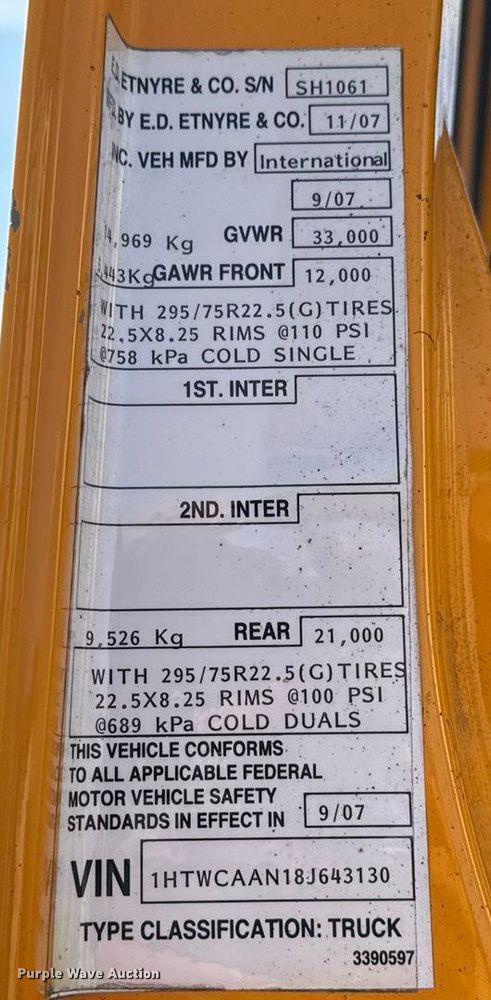 ETNYRE & CO. S/N SH1061
BY E.D. ETNYRE & CO. 11/07
INC. VEH MFD BY International
9/07
14,969 Kg GVWR 33,000
5,443Kg GAWR FRONT 12,000
WITH 295/75R22.5(G)TIRES
22.5X8.25 RIMS @110 PSI
@758 kPa COLD SINGLE
1ST. INTER
2ND. INTER
9,526 Kg REAR 21,000
WITH 295/75R22.5(G)TIRES
22.5X8.25 RIMS @100 PSI
@689 kPa COLD DUALS
THIS VEHICLE CONFORMS
TO ALL APPLICABLE FEDERAL
MOTOR VEHICLE SAFETY
STANDARDS IN EFFECT IN 9/07
VIN 1HTWCAAN18J643130
TYPE CLASSIFICATION: TRUCK
3390597
Purple Wave Auction